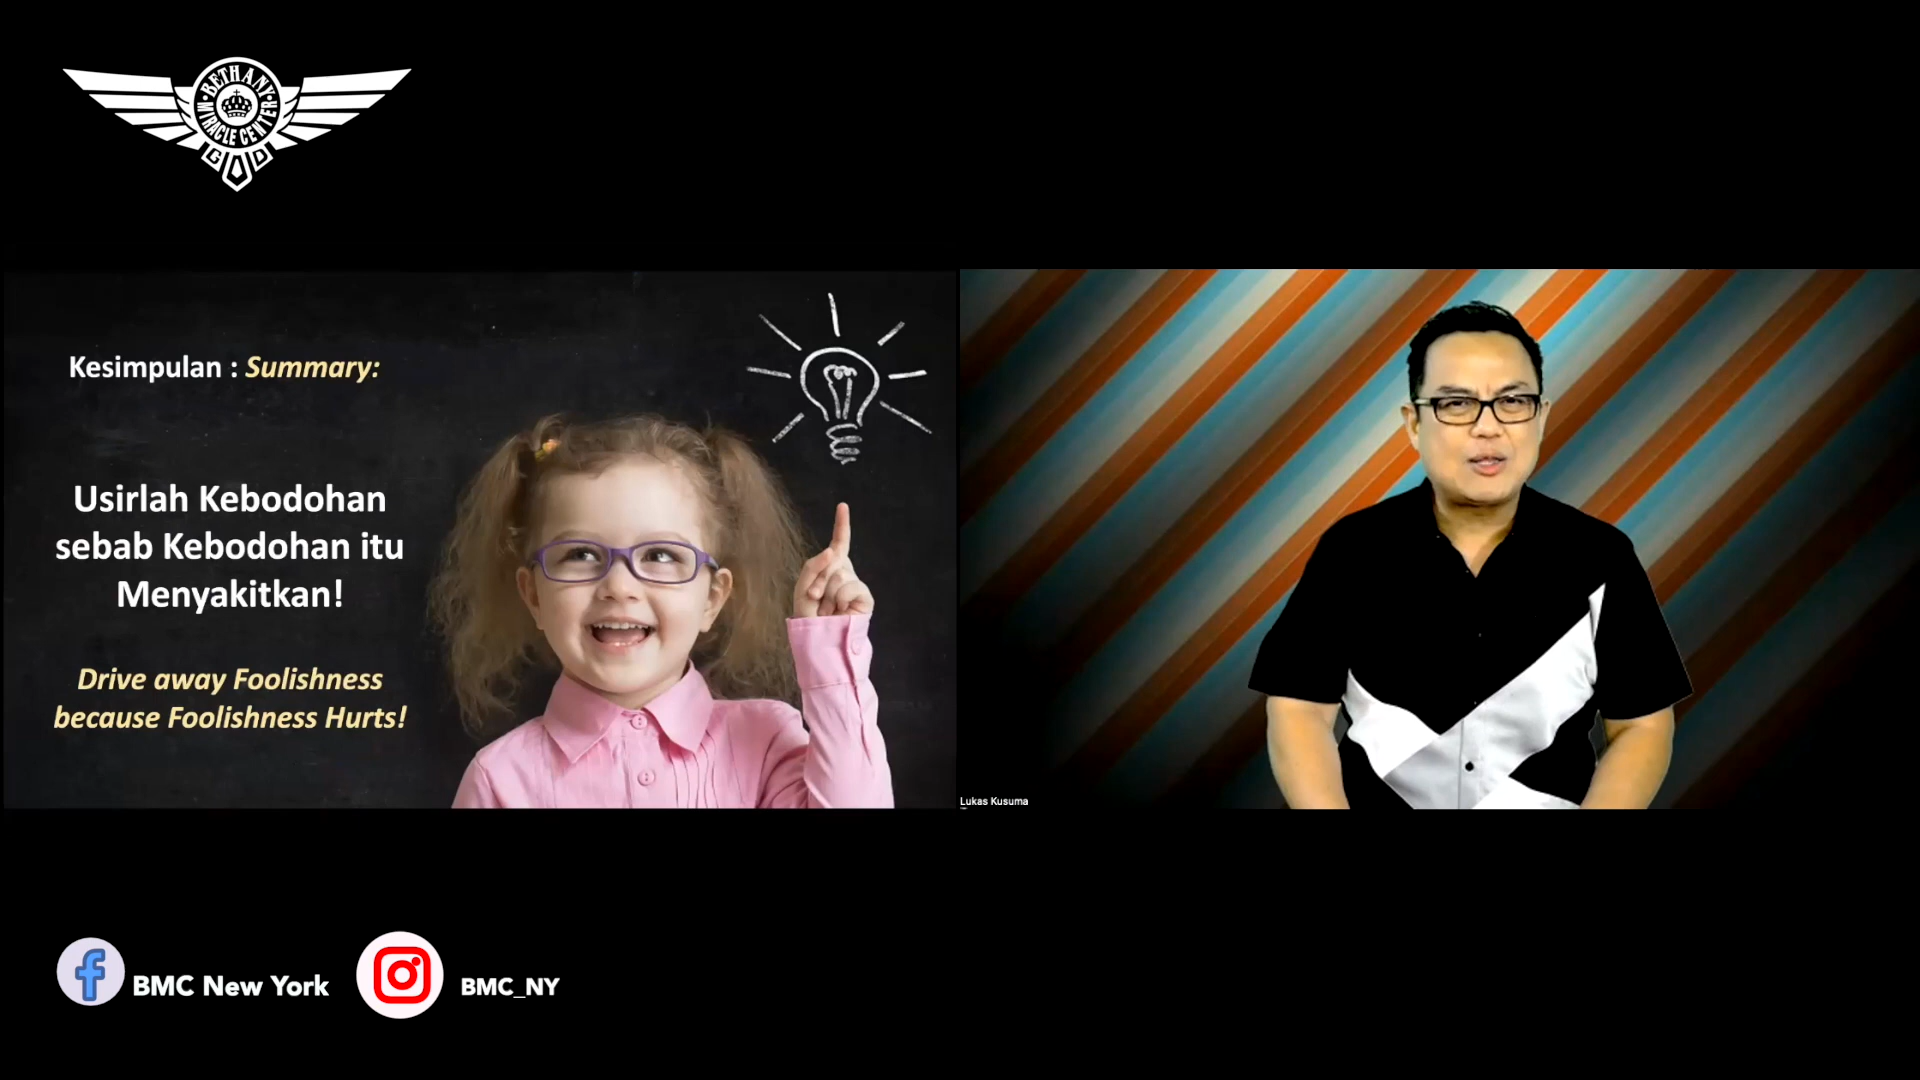 BETHANY
MIRACLE CENTER
Kesimpulan : Summary:
Usirlah Kebodohan
sebab Kebodohan itu
Menyakitkan!
Drive away Foolishness
because Foolishness Hurts!
Lukas Kusuma
BMC New York
BMC_NY